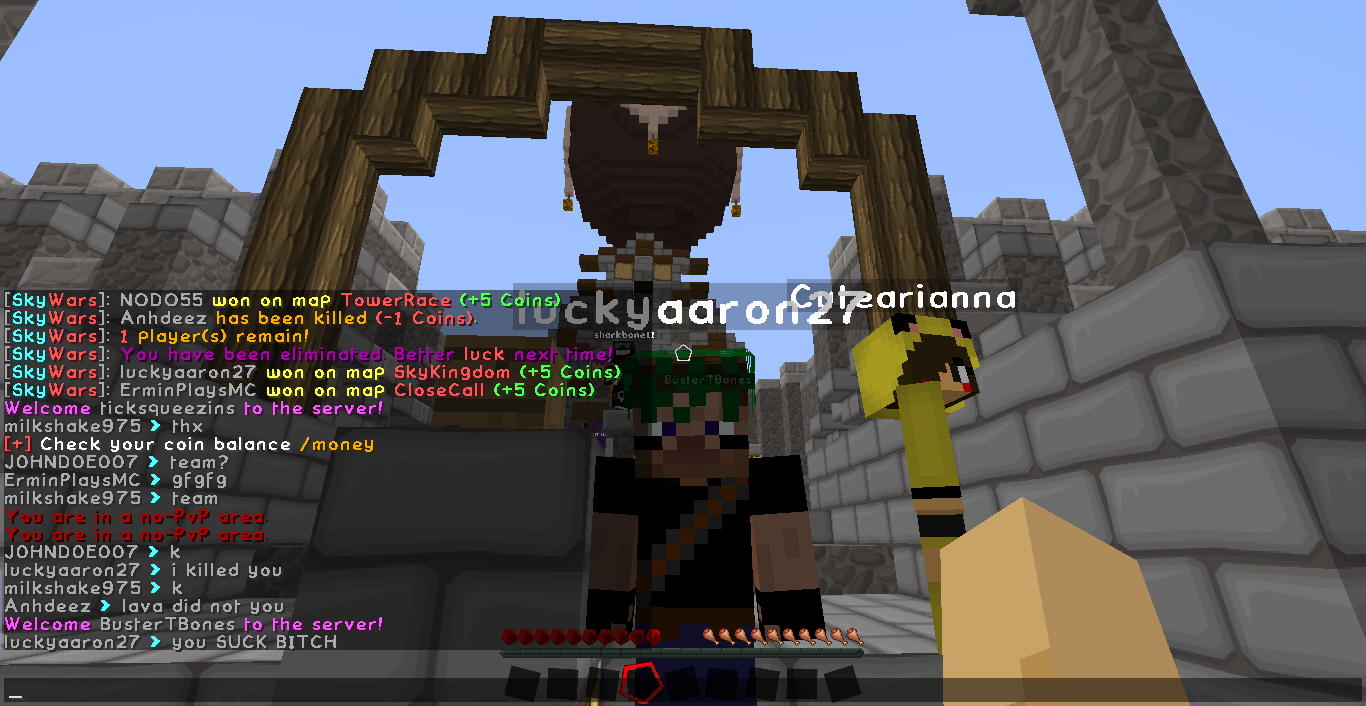 [SkyWars]: NODO55 won on map TowerRace (+5 Coins)
[SkyWars]: Anhdeez has been killed (-1 Coins).
[SkyWars]: 1 Player(s) remain!
[SkyWars]: You have been eliminated. Better luck next time!
[SkyWars]: luckyaaron27 won on map SkyKingdom (+5 Coins)
[SkyWars]: ErminPlaysMC won on map CloseCall (+5 Coins)
Welcome ticksqueezins to the server!
milkshake975 > thx
[+] Check your coin balance /money
JOHNDOE007 > team?
ErminPlaysMC > gfgfg
milkshake975 > team
You are in a no-PvP area.
You are in a no-PvP area.
JOHNDOE007 > k
luckyaaron27 > i killed you
milkshake975 > k
Anhdeez > lava did not you
Welcome BusterTBones to the server!
luckyaaron27 > you SUCK BITCH
_
Cutearianna
luckyaaron27
sharkbone11
BusterTBones